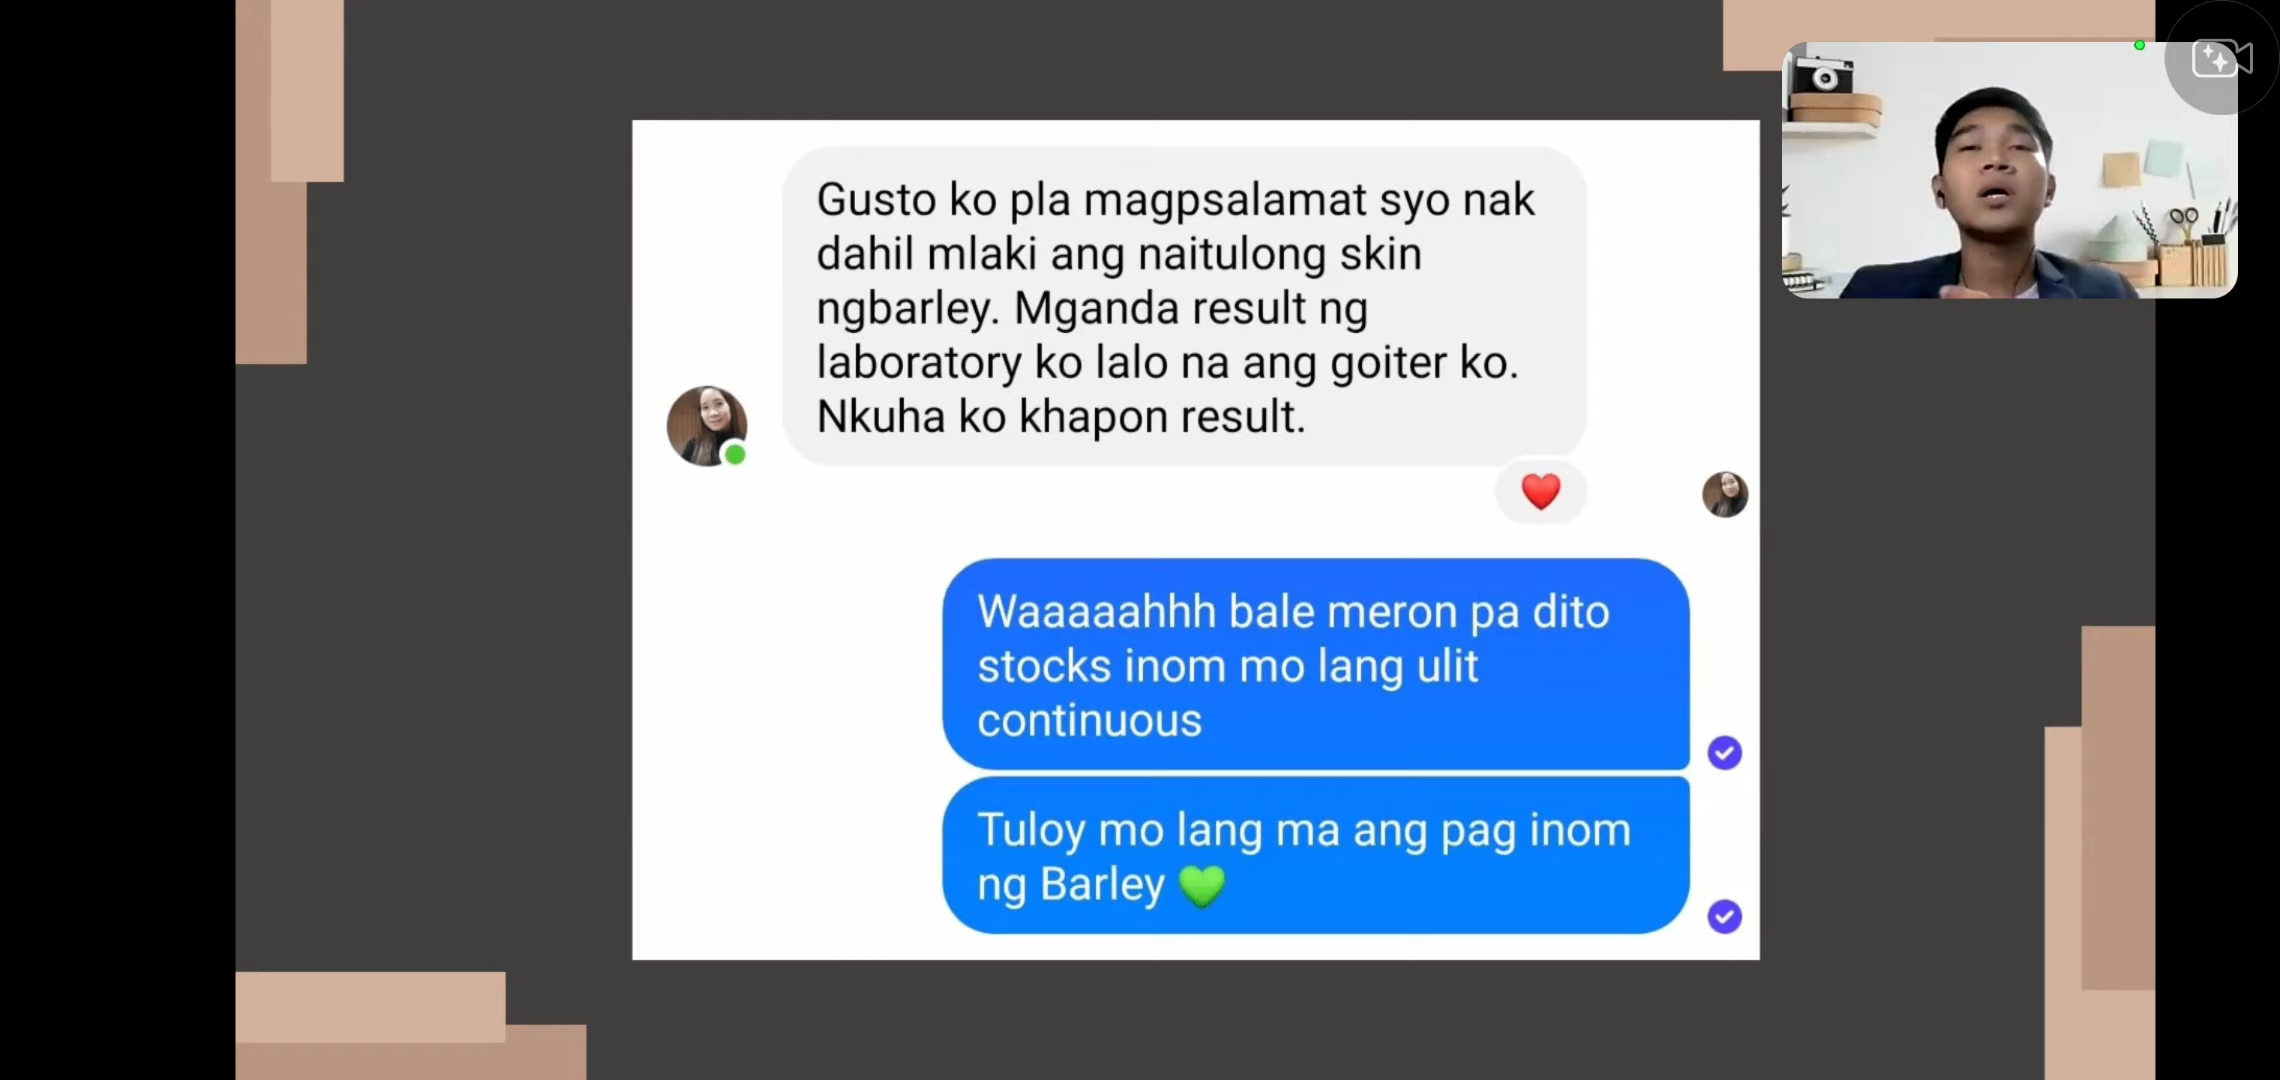 Gusto ko pla magpsalamat syo nak
dahil mlaki ang naitulong skin
ngbarley. Mganda result ng
laboratory ko lalo na ang goiter ko.
Nkuha ko khapon result.
Waaaaahhh bale meron pa dito
stocks inom mo lang ulit
continuous
Tuloy mo lang ma ang pag inom
ng Barley 💚